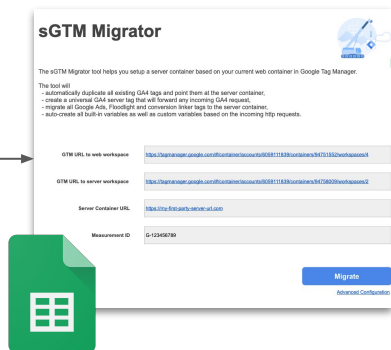 sGTM Migrator
The sGTM Migrator tool helps you setup a server container based on your current web container in Google Tag Manager.
The tool will
- automatically duplicate all existing GA4 tags and point them at the server container,
- create a universal GA4 server tag that will forward any incoming GA4 request,
- migrate all Google Ads, Floodlight and conversion linker tags to the server container,
- auto-create all built-in variables as well as custom variables based on the incoming http requests.
GTM URL to web workspace
https://tagmanager.google.com/#/container/accounts/6059111839/containers/94751552/workspaces/4
GTM URL to server workspace
https://tagmanager.google.com/#/container/accounts/6059111839/containers/94758009/workspaces/2
Server Container URL
https://my-first-party-server-url.com
Measurement ID
G-123456789
Migrate
Advanced Configuration